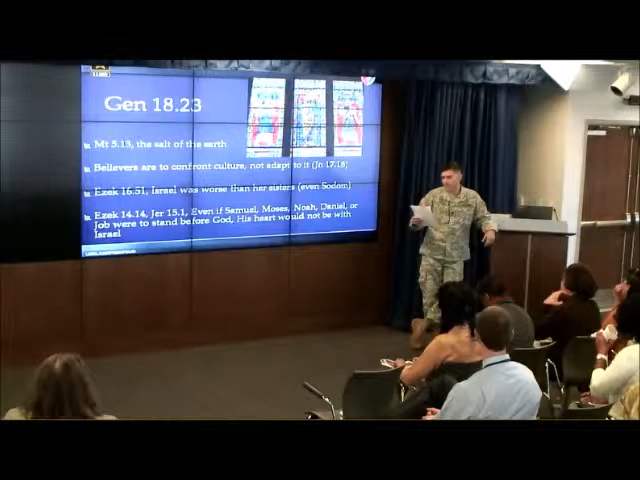 Gen 18.23
Mt 5.13, the salt of the earth
Believers are to confront culture, not adapt to it (Jn 17.16)
Ezek 16.51, Israel was worse than her sisters (even Sodom)
Ezek 14.14, Jer 15.1, Even if Samuel, Moses, Noah, Daniel, or
Job were to stand before God, His heart would not be with
Israel